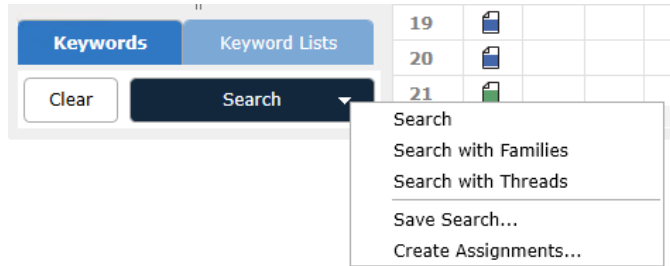 Keywords
Keyword Lists
19
20
21
Clear
Search
Search
Search with Families
Search with Threads
Save Search...
Create Assignments...